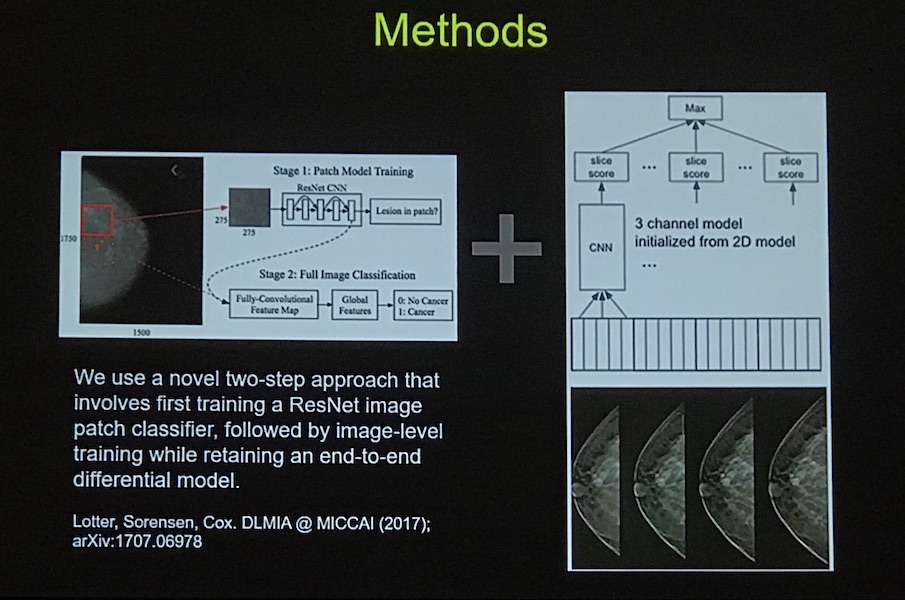 Methods
Stage 1: Patch Model Training
ResNet CNN
Lesion in patch?
275
275
1750
Stage 2: Full Image Classification
Fully-Convolutional
Feature Map
Global
Features
0: No Cancer
1: Cancer
1500
We use a novel two-step approach that
involves first training a ResNet image
patch classifier, followed by image-level
training while retaining an end-to-end
differential model.
Lotter, Sorensen, Cox. DLMIA @ MICCAI (2017);
arXiv:1707.06978
+
Max
slice
score
...
slice
score
...
slice
score
CNN
3 channel model
initialized from 2D model
...